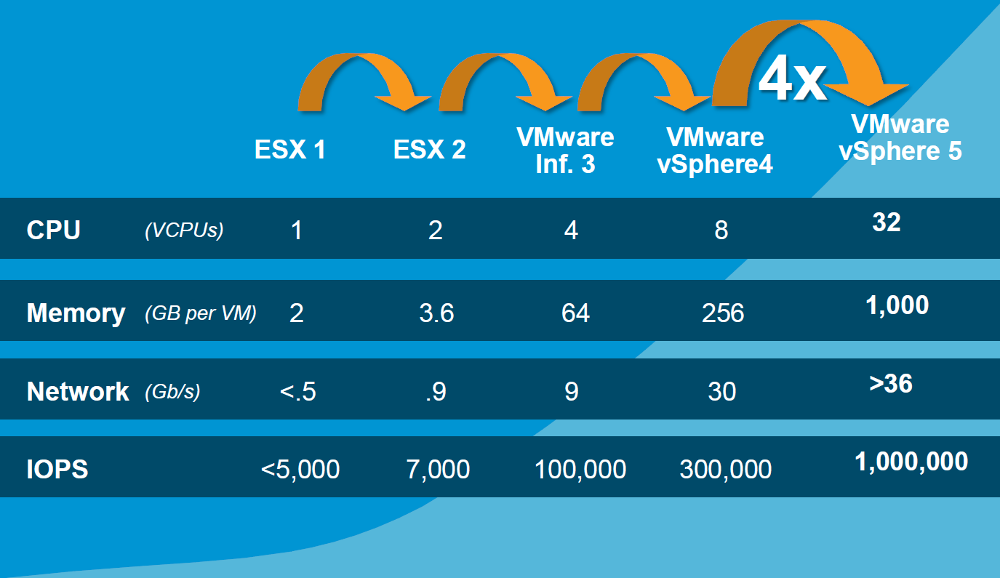 4x
ESX 1 ESX 2 VMware Inf. 3 VMware vSphere4 VMware vSphere 5
CPU (VCPUs) 1 2 4 8 32
Memory (GB per VM) 2 3.6 64 256 1,000
Network (Gb/s) <.5 .9 9 30 >36
IOPS <5,000 7,000 100,000 300,000 1,000,000